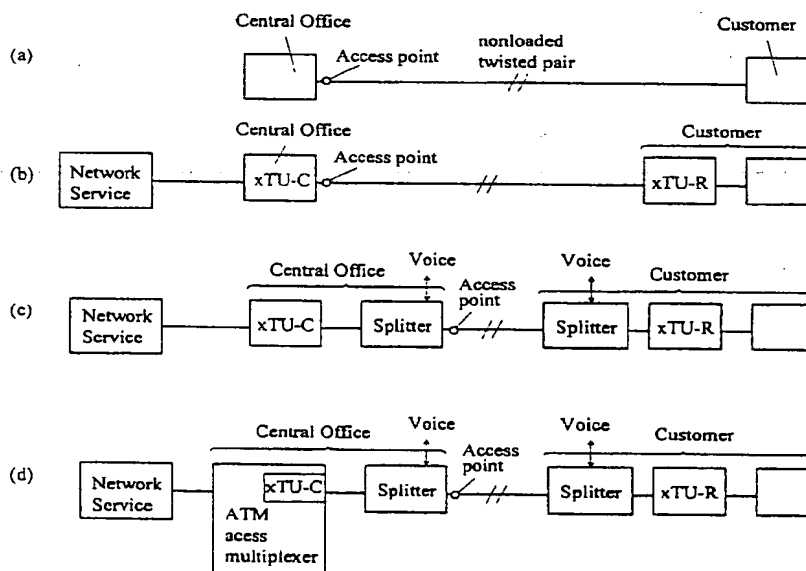 (a)
Central Office
Access point
nonloaded
twisted pair
Customer
(b)
Network
Service
Central Office
xTU-C
Access point
Customer
xTU-R
(c)
Network
Service
Central Office
xTU-C
Voice
Splitter
Access
point
Voice
Splitter
Customer
xTU-R
(d)
Network
Service
Central Office
xTU-C
ATM
acess
multiplexer
Voice
Splitter
Access
point
Voice
Splitter
Customer
xTU-R